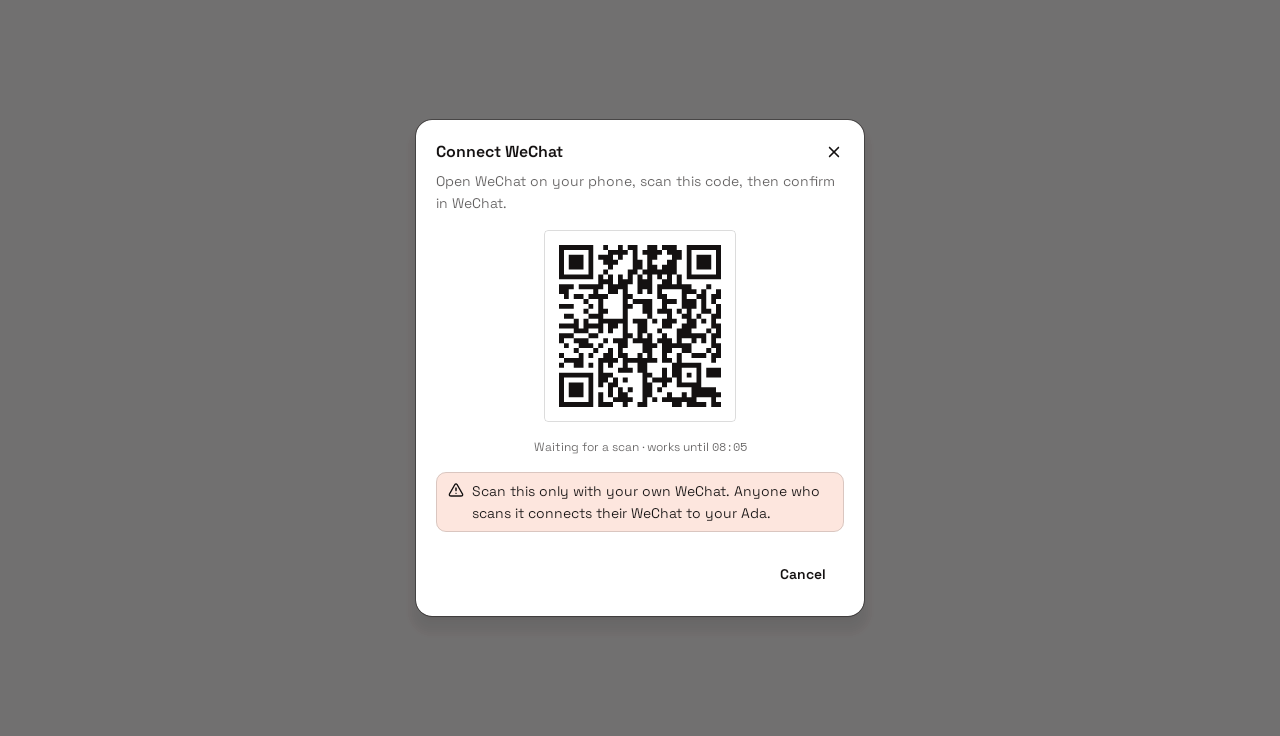 Connect WeChat
Open WeChat on your phone, scan this code, then confirm
in WeChat.
Waiting for a scan · works until 08:05
Scan this only with your own WeChat. Anyone who
scans it connects their WeChat to your Ada.
Cancel